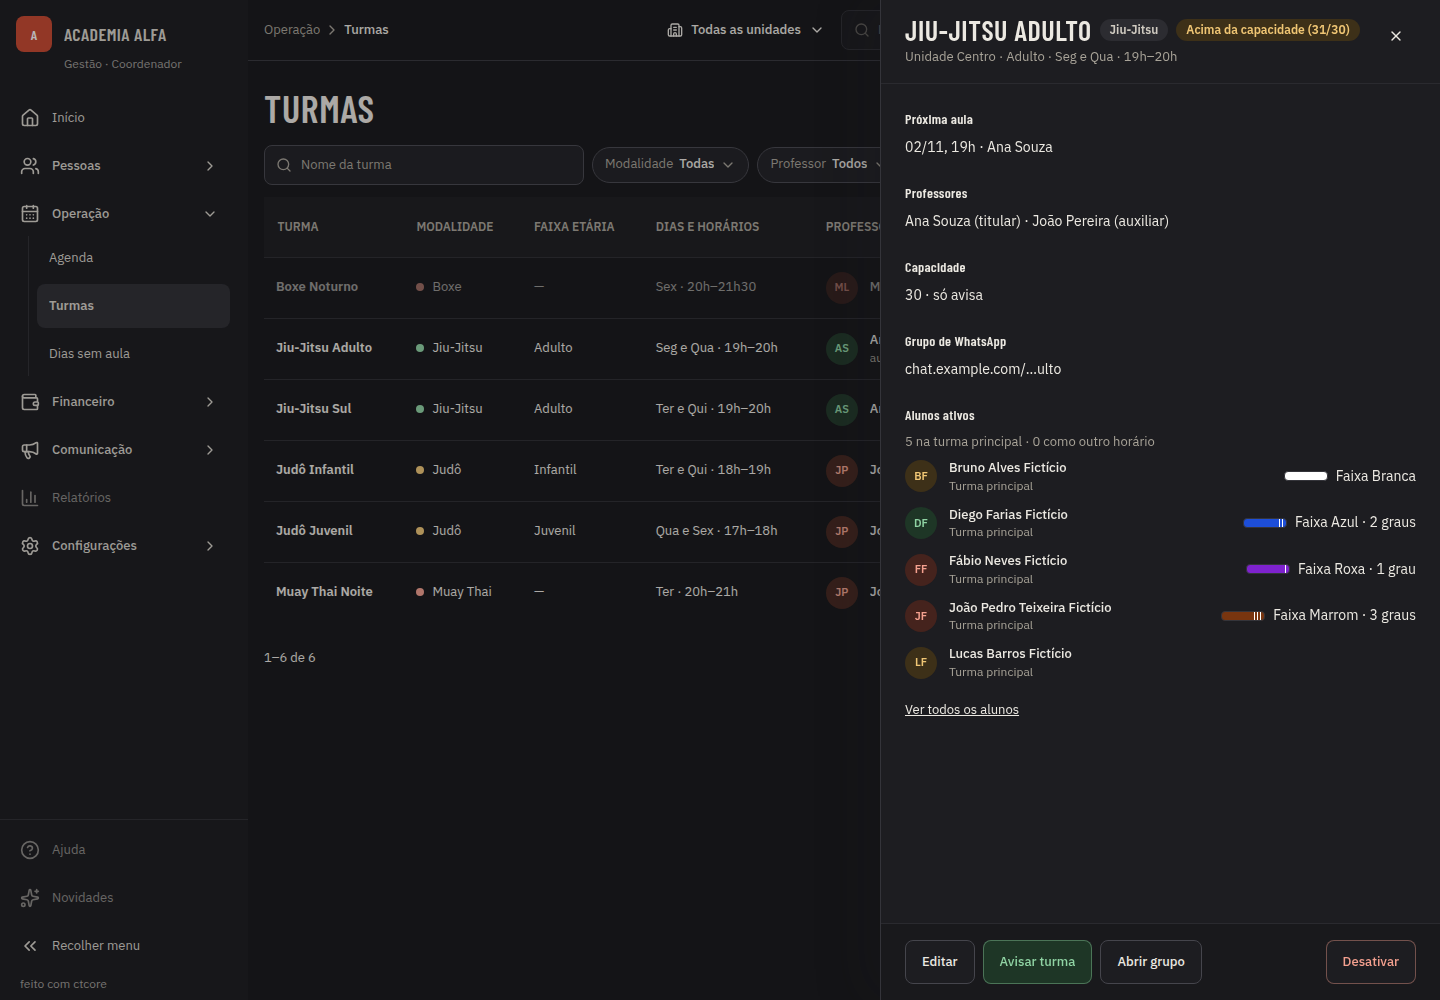 A
ACADEMIA ALFA
Gestão · Coordenador
Início
Pessoas
Operação
Agenda
Turmas
Dias sem aula
Financeiro
Comunicação
Relatórios
Configurações
Ajuda
Novidades
Recolher menu
feito com ctcore
Operação > Turmas
Todas as unidades
TURMAS
Nome da turma
Modalidade Todas
Professor Todos
TURMA MODALIDADE FAIXA ETÁRIA DIAS E HORÁRIOS
Boxe Noturno Boxe — Sex · 20h–21h30 ML
Jiu-Jitsu Adulto Jiu-Jitsu Adulto Seg e Qua · 19h–20h AS
Jiu-Jitsu Sul Jiu-Jitsu Adulto Ter e Qui · 19h–20h AS
Judô Infantil Judô Infantil Ter e Qui · 18h–19h JP
Judô Juvenil Judô Juvenil Qua e Sex · 17h–18h JP
Muay Thai Noite Muay Thai — Ter · 20h–21h JP
1–6 de 6
JIU-JITSU ADULTO Jiu-Jitsu Acima da capacidade (31/30)
Unidade Centro · Adulto · Seg e Qua · 19h–20h
Próxima aula
02/11, 19h · Ana Souza
Professores
Ana Souza (titular) · João Pereira (auxiliar)
Capacidade
30 · só avisa
Grupo de WhatsApp
chat.example.com/...ulto
Alunos ativos
5 na turma principal · 0 como outro horário
BF Bruno Alves Fictício Faixa Branca
Turma principal
DF Diego Farias Fictício Faixa Azul · 2 graus
Turma principal
FF Fábio Neves Fictício Faixa Roxa · 1 grau
Turma principal
JF João Pedro Teixeira Fictício Faixa Marrom · 3 graus
Turma principal
LF Lucas Barros Fictício
Turma principal
Ver todos os alunos
Editar
Avisar turma
Abrir grupo
Desativar